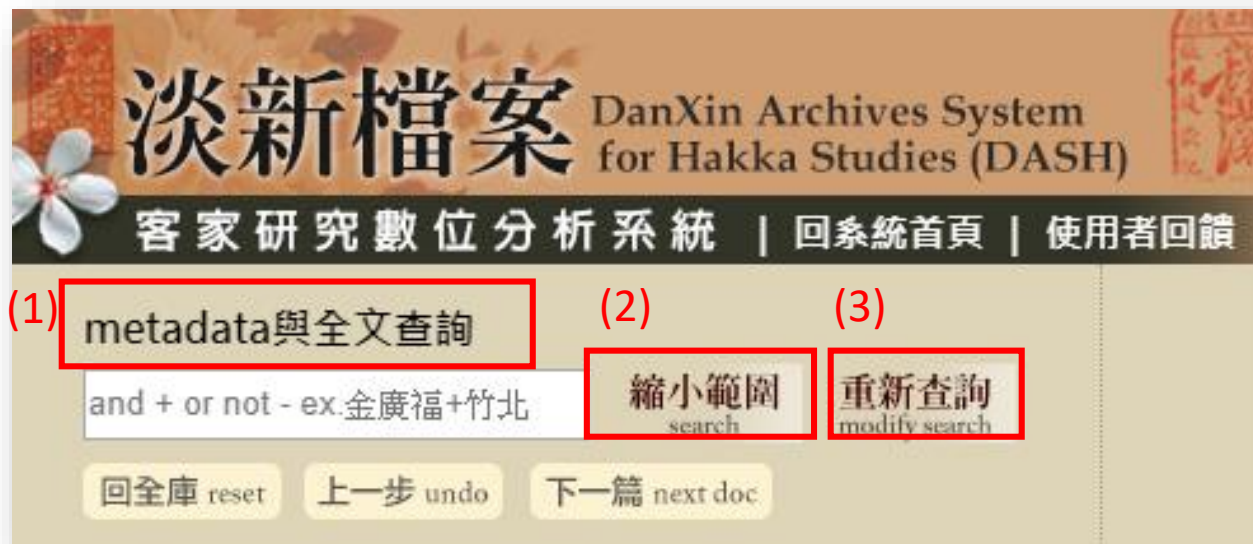 淡新檔案
DanXin Archives System
for Hakka Studies (DASH)
客家研究數位分析系統 | 回系統首頁 | 使用者回饋
(1)
metadata與全文查詢
(2)
(3)
and + or not - ex.金廣福+竹北
縮小範圍
search
重新查詢
modify search
回全庫 reset
上一步 undo
下一篇 next doc